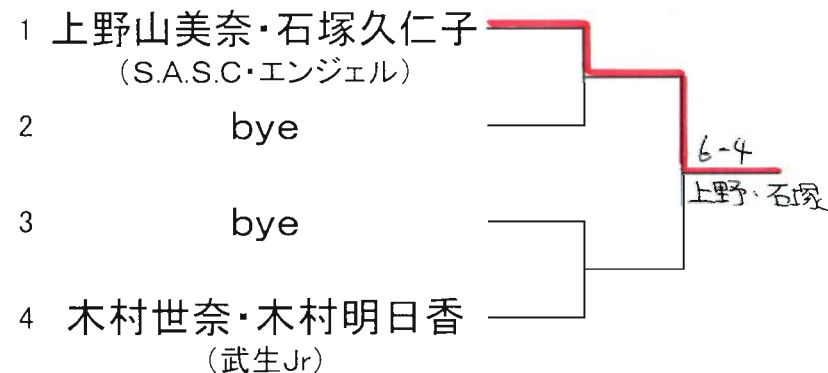 1 上野山美奈・石塚久仁子
(S.A.S.C・エンジェル)
2 bye
6-4
上野・石塚
3 bye
4 木村世奈・木村明日香
(武生Jr)